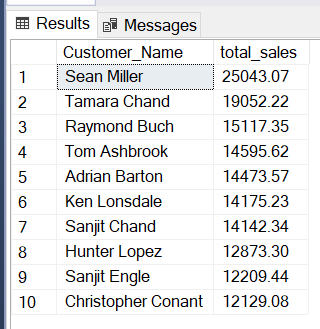 Results Messages
Customer_Name total_sales
1 Sean Miller 25043.07
2 Tamara Chand 19052.22
3 Raymond Buch 15117.35
4 Tom Ashbrook 14595.62
5 Adrian Barton 14473.57
6 Ken Lonsdale 14175.23
7 Sanjit Chand 14142.34
8 Hunter Lopez 12873.30
9 Sanjit Engle 12209.44
10 Christopher Conant 12129.08